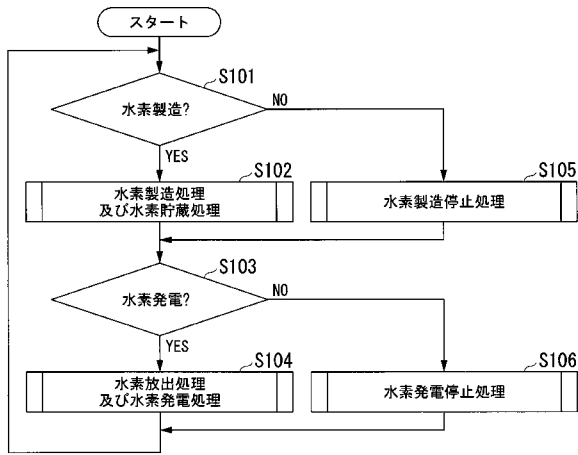 スタート
S101
水素製造?
NO
YES
S102
水素製造処理
及び水素貯蔵処理
S105
水素製造停止処理
S103
水素発電?
NO
YES
S104
水素放出処理
及び水素発電処理
S106
水素発電停止処理